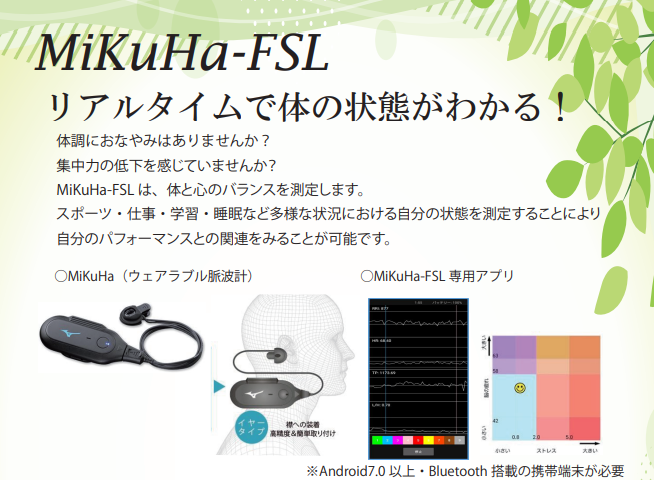 MiKuHa-FSL
リアルタイムで体の状態がわかる！
体調におなやみはありませんか？
集中力の低下を感じていませんか？
MiKuHa-FSL は、体と心のバランスを測定します。
スポーツ・仕事・学習・睡眠など多様な状況における自分の状態を測定することにより
自分のパフォーマンスとの関連をみることが可能です。
○MiKuHa（ウェアラブル脈波計）
○MiKuHa-FSL 専用アプリ
イヤー
タイプ
襟への装着
高精度＆簡単取り付け
大きい
63
58
脳の疲れ
42
小さい
0.8 2.0 5.0
小さい ストレス 大きい
※Android7.0 以上・Bluetooth 搭載の携帯端末が必要